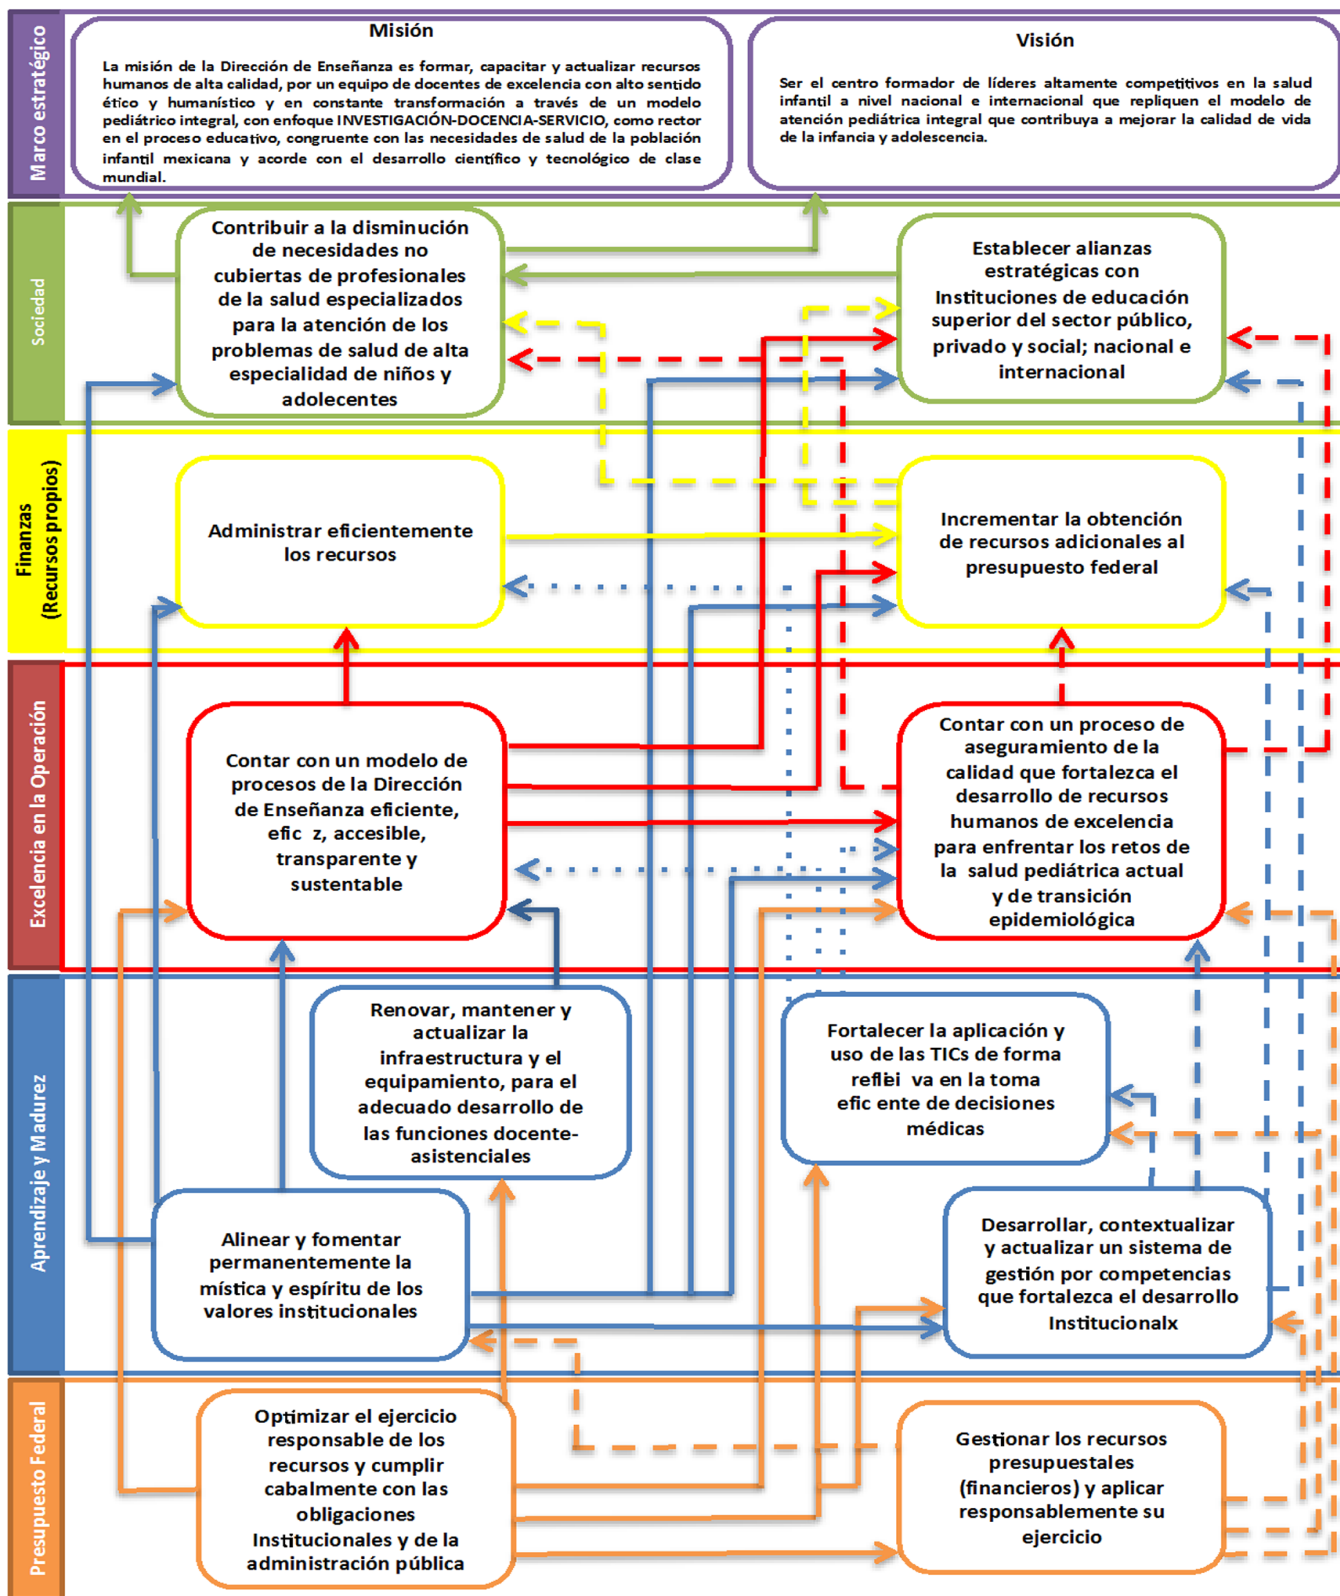 Marco estratégico
Misión
La misión de la Dirección de Enseñanza es formar, capacitar y actualizar recursos
humanos de alta calidad, por un equipo de docentes de excelencia con alto sentido
ético y humanístico y en constante transformación a través de un modelo
pediátrico integral, con enfoque INVESTIGACIÓN-DOCENCIA-SERVICIO, como rector
en el proceso educativo, congruente con las necesidades de salud de la población
infantil mexicana y acorde con el desarrollo científico y tecnológico de clase
mundial.
Visión
Ser el centro formador de líderes altamente competitivos en la salud
infantil a nivel nacional e internacional que repliquen el modelo de
atención pediátrica integral que contribuya a mejorar la calidad de vida
de la infancia y adolescencia.
Sociedad
Contribuir a la disminución
de necesidades no
cubiertas de profesionales
de la salud especializados
para la atención de los
problemas de salud de alta
especialidad de niños y
adolecentes
Establecer alianzas
estratégicas con
Instituciones de educación
superior del sector público,
privado y social; nacional e
internacional
Finanzas
(Recursos propios)
Administrar eficientemente
los recursos
Incrementar la obtención
de recursos adicionales al
presupuesto federal
Excelencia en la Operación
Contar con un modelo de
procesos de la Dirección
de Enseñanza eficiente,
efic z, accesible,
transparente y
sustentable
Contar con un proceso de
aseguramiento de la
calidad que fortalezca el
desarrollo de recursos
humanos de excelencia
para enfrentar los retos de
la salud pediátrica actual
y de transición
epidemiológica
Aprendizaje y Madurez
Renovar, mantener y
actualizar la
infraestructura y el
equipamiento, para el
adecuado desarrollo de
las funciones docente-
asistenciales
Fortalecer la aplicación y
uso de las TICs de forma
reflei va en la toma
efic ente de decisiones
médicas
Alinear y fomentar
permanentemente la
mística y espíritu de los
valores institucionales
Desarrollar, contextualizar
y actualizar un sistema de
gestión por competencias
que fortalezca el desarrollo
Institucionalx
Presupuesto Federal
Optimizar el ejercicio
responsable de los
recursos y cumplir
cabalmente con las
obligaciones
Institucionales y de la
administración pública
Gestionar los recursos
presupuestales
(financieros) y aplicar
responsablemente su
ejercicio